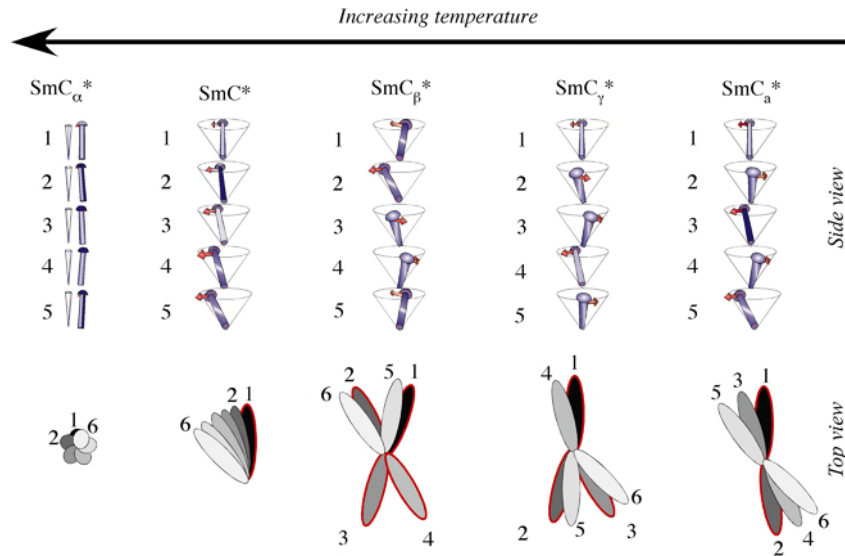 Increasing temperature
SmCα* SmC* SmCβ* SmCγ* SmCa*
1 1 1 1 1
2 2 2 2 2
3 3 3 3 3
4 4 4 4 4
5 5 5 5 5
Side view
2 1 6 6 2 1 6 2 5 1 3 4 4 1 2 5 3 6 5 3 1 2 4 6
Top view